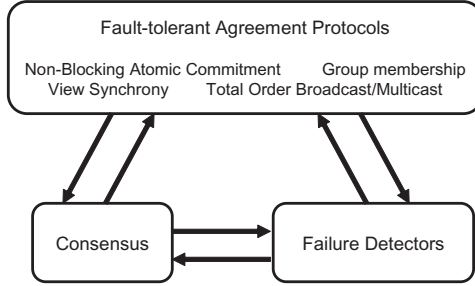 Fault-tolerant Agreement Protocols
Non-Blocking Atomic Commitment Group membership
View Synchrony Total Order Broadcast/Multicast
Consensus Failure Detectors